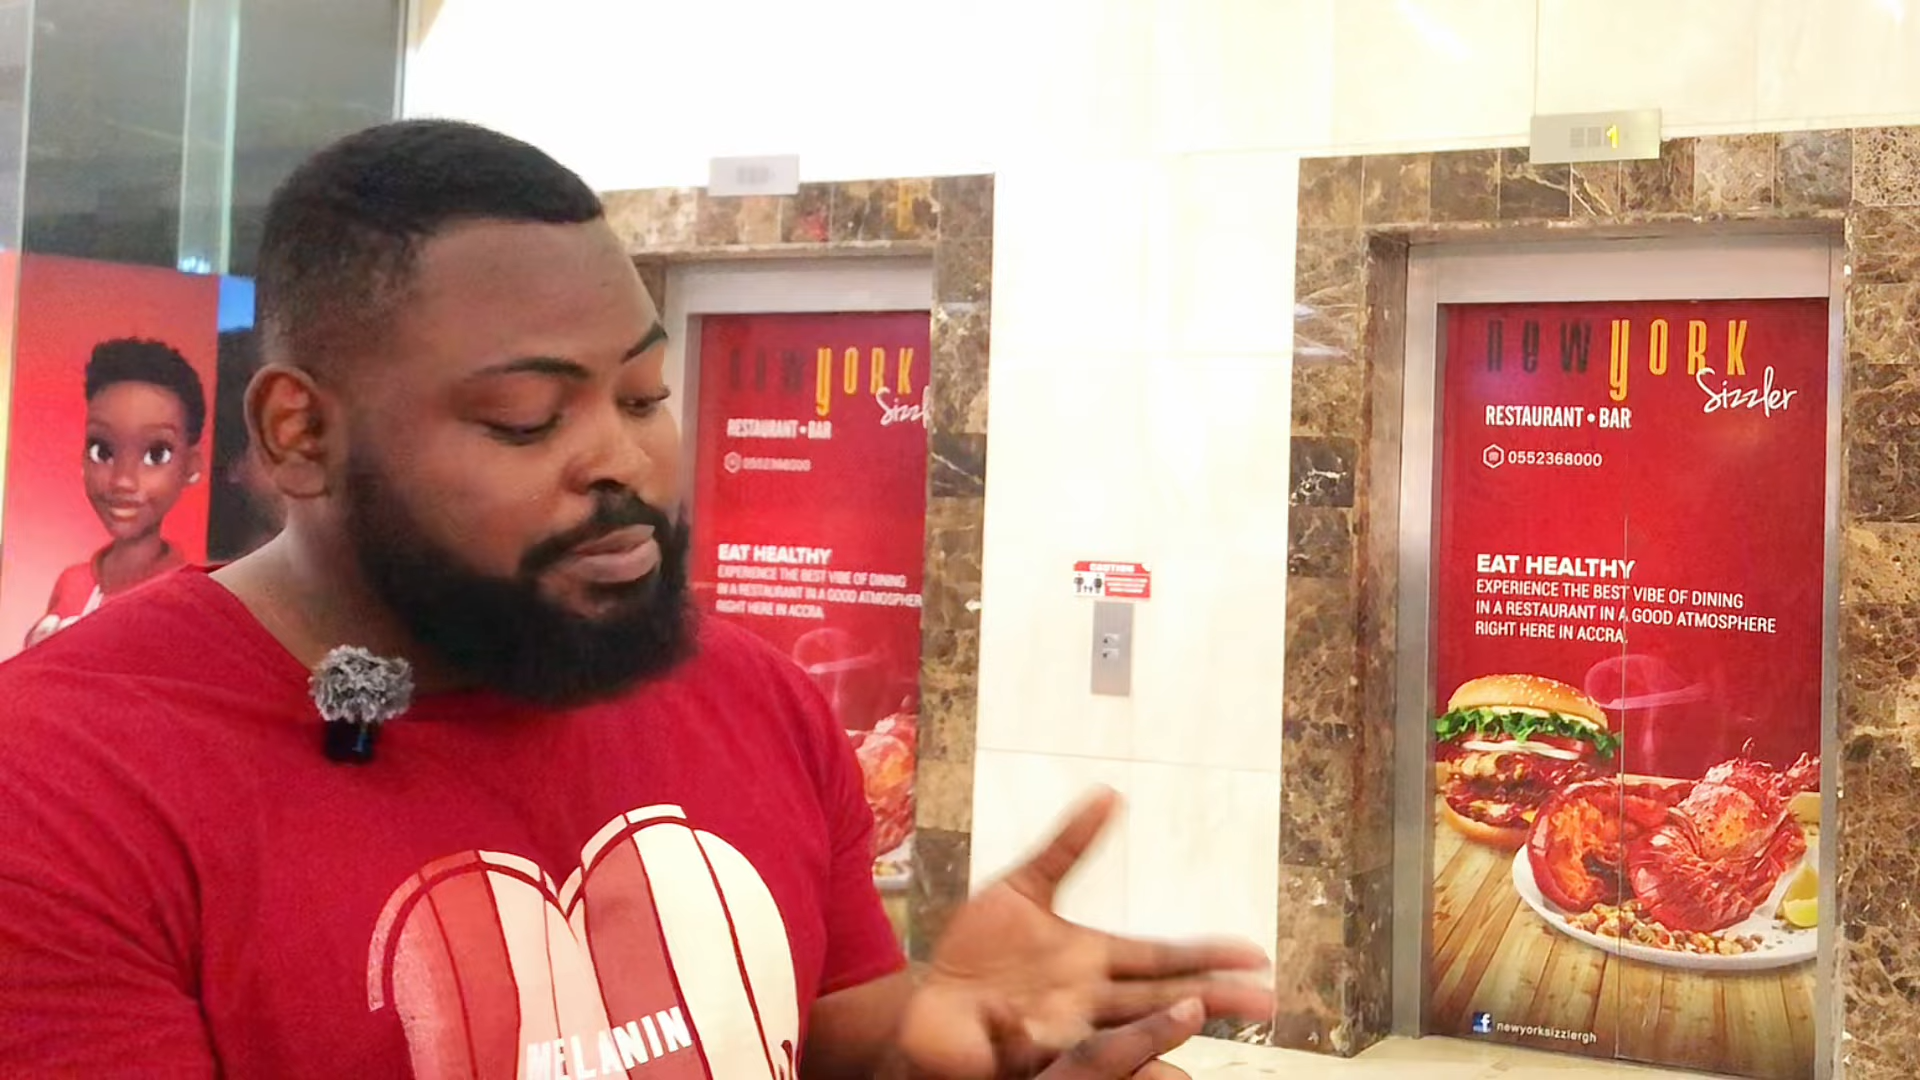 1
new YORK
Sizzler
RESTAURANT • BAR
0552368000
EAT HEALTHY
EXPERIENCE THE BEST VIBE OF DINING
IN A RESTAURANT IN A GOOD ATMOSPHERE
RIGHT HERE IN ACCRA.
newyorksizzlergh
new YORK
Sizzl
RESTAURANT • BAR
0552368000
EAT HEALTHY
EXPERIENCE THE BEST VIBE OF DINING
IN A RESTAURANT IN A GOOD ATMOSPHER
RIGHT HERE IN ACCRA.
CAUTION
MELANIN